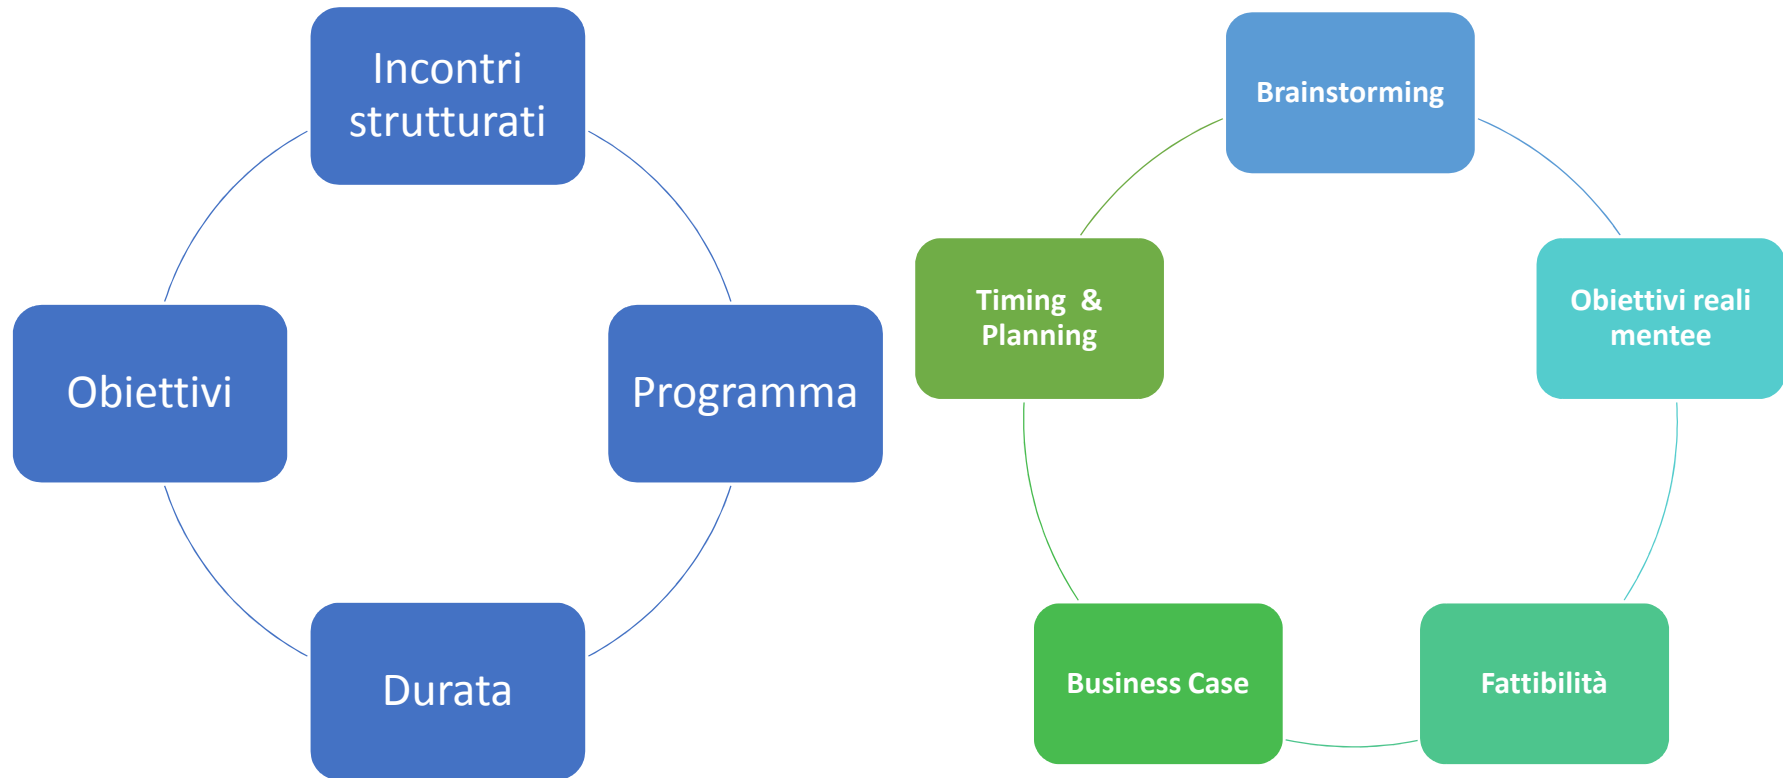 Incontri
strutturati
Programma
Durata
Obiettivi
Brainstorming
Obiettivi reali
mentee
Fattibilità
Business Case
Timing &
Planning